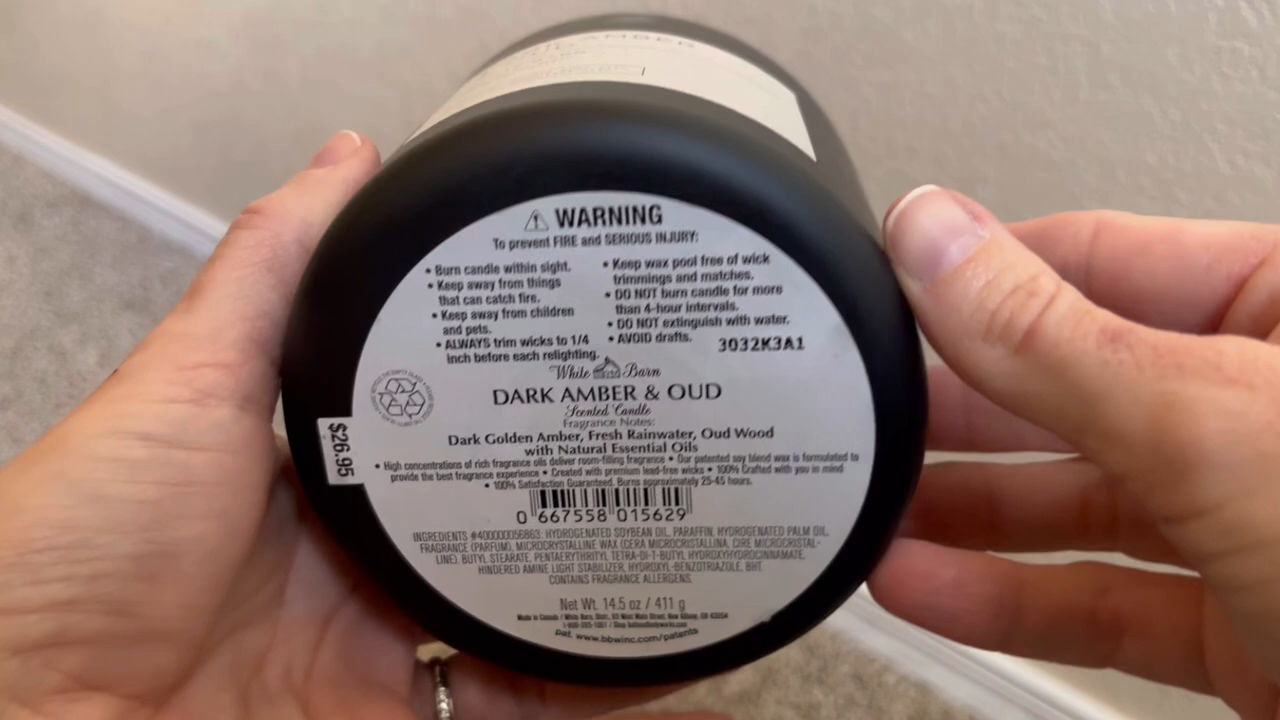 AMBER
WARNING
To prevent FIRE and SERIOUS INJURY:
• Burn candle within sight.
• Keep away from things
that can catch fire.
• Keep away from children
and pets.
• ALWAYS trim wicks to 1/4
inch before each relighting.
• Keep wax pool free of wick
trimmings and matches.
• DO NOT burn candle for more
than 4-hour intervals.
• DO NOT extinguish with water.
• AVOID drafts.
3032K3A1
White Barn
DARK AMBER & OUD
Scented Candle
Fragrance Notes:
Dark Golden Amber, Fresh Rainwater, Oud Wood
with Natural Essential Oils
• High concentrations of rich fragrance oils deliver room-filling fragrance • Our patented soy blend wax is formulated to
provide the best fragrance experience • Created with premium lead-free wicks • 100% Crafted with you in mind
• 100% Satisfaction Guaranteed. Burns approximately 25-45 hours.
$26.95
0 667558 015629
INGREDIENTS #400000056863: HYDROGENATED SOYBEAN OIL, PARAFFIN, HYDROGENATED PALM OIL,
FRAGRANCE (PARFUM), MICROCRYSTALLINE WAX (CERA MICROCRISTALLINA, CIRE MICROCRISTAL-
LINE), BUTYL STEARATE, PENTAERYTHRITYL TETRA-DI-T-BUTYL HYDROXYHYDROCINNAMATE,
HINDERED AMINE LIGHT STABILIZER, HYDROXYL-BENZOTRIAZOLE, BHT.
CONTAINS FRAGRANCE ALLERGENS.
Net Wt. 14.5 oz / 411 g
Made in Canada / White Barn, Distr.,
pat. www.bbwinc.com/patents